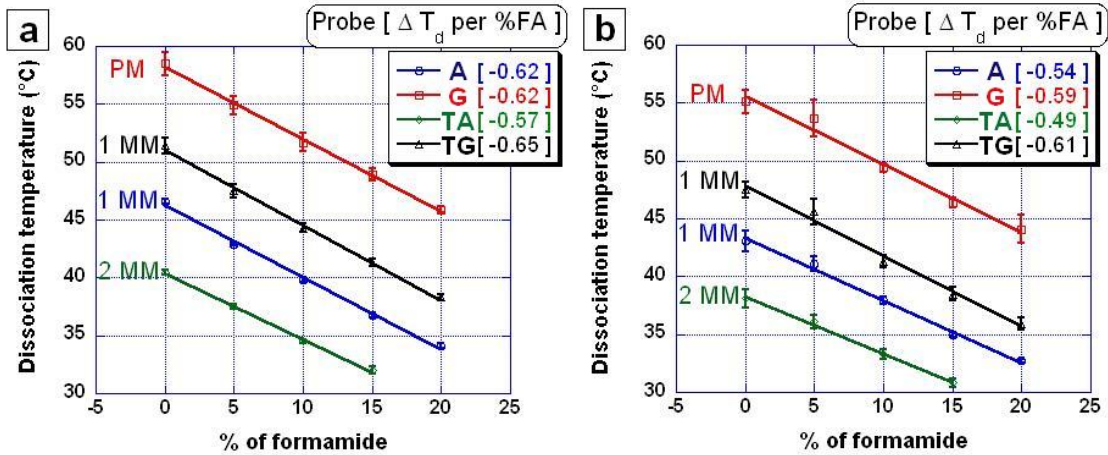 a
Probe [ Δ T_d per %FA ]
A [ -0.62 ]
G [ -0.62 ]
TA [ -0.57 ]
TG [ -0.65 ]
PM
1 MM
1 MM
2 MM
Dissociation temperature (°C)
60
55
50
45
40
35
30
-5 0 5 10 15 20 25
% of formamide
b
Probe [ Δ T_d per %FA ]
A [ -0.54 ]
G [ -0.59 ]
TA [ -0.49 ]
TG [ -0.61 ]
PM
1 MM
1 MM
2 MM
Dissociation temperature (°C)
60
55
50
45
40
35
30
-5 0 5 10 15 20 25
% of formamide